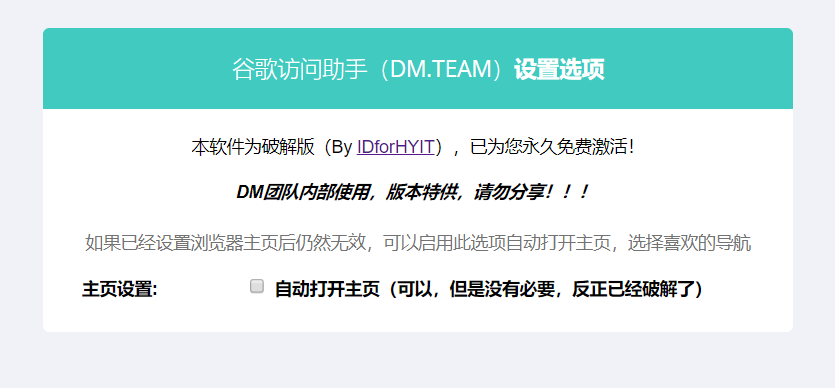 谷歌访问助手（DM.TEAM）设置选项
本软件为破解版（By IDforHYIT），已为您永久免费激活！
DM团队内部使用，版本特供，请勿分享！！！
如果已经设置浏览器主页后仍然无效，可以启用此选项自动打开主页，选择喜欢的导航
主页设置: 自动打开主页（可以，但是没有必要，反正已经破解了）